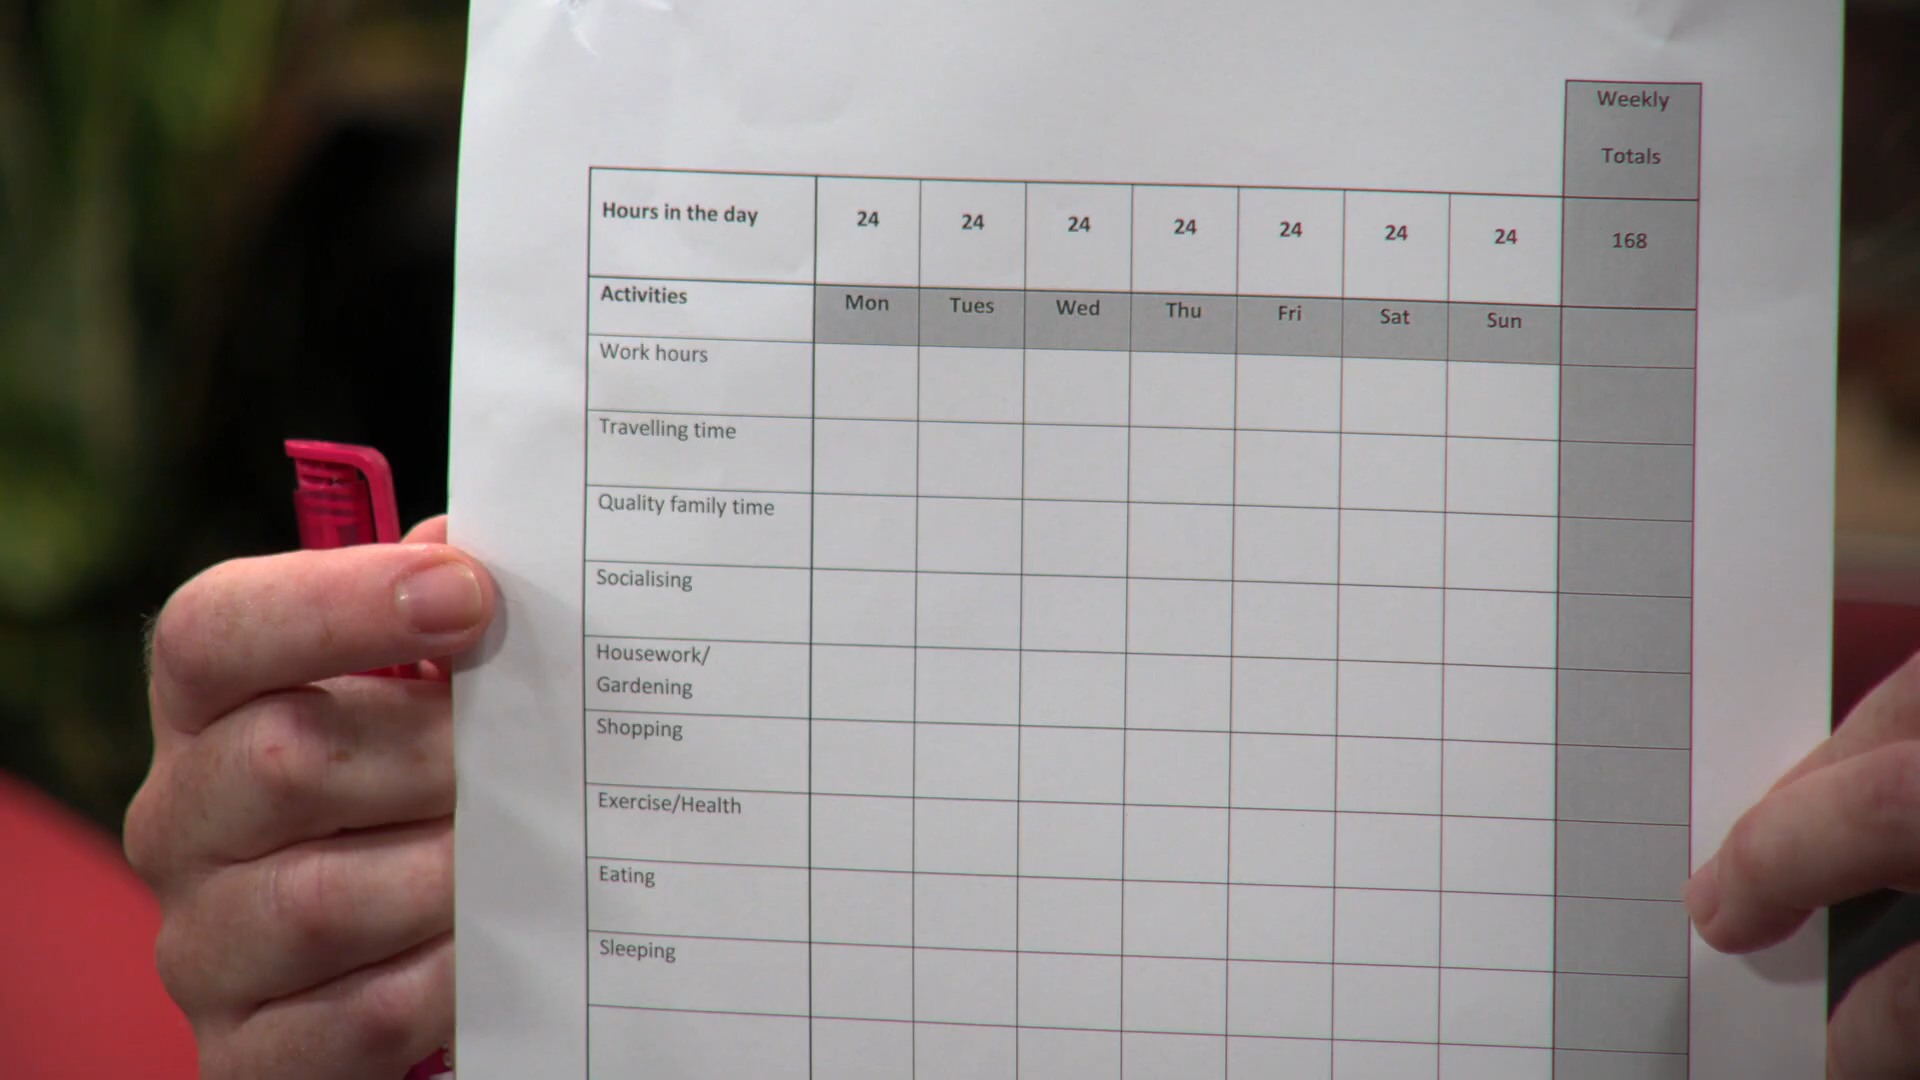 Weekly
Totals
Hours in the day 24 24 24 24 24 24 24 168
Activities Mon Tues Wed Thu Fri Sat Sun
Work hours
Travelling time
Quality family time
Socialising
Housework/
Gardening
Shopping
Exercise/Health
Eating
Sleeping